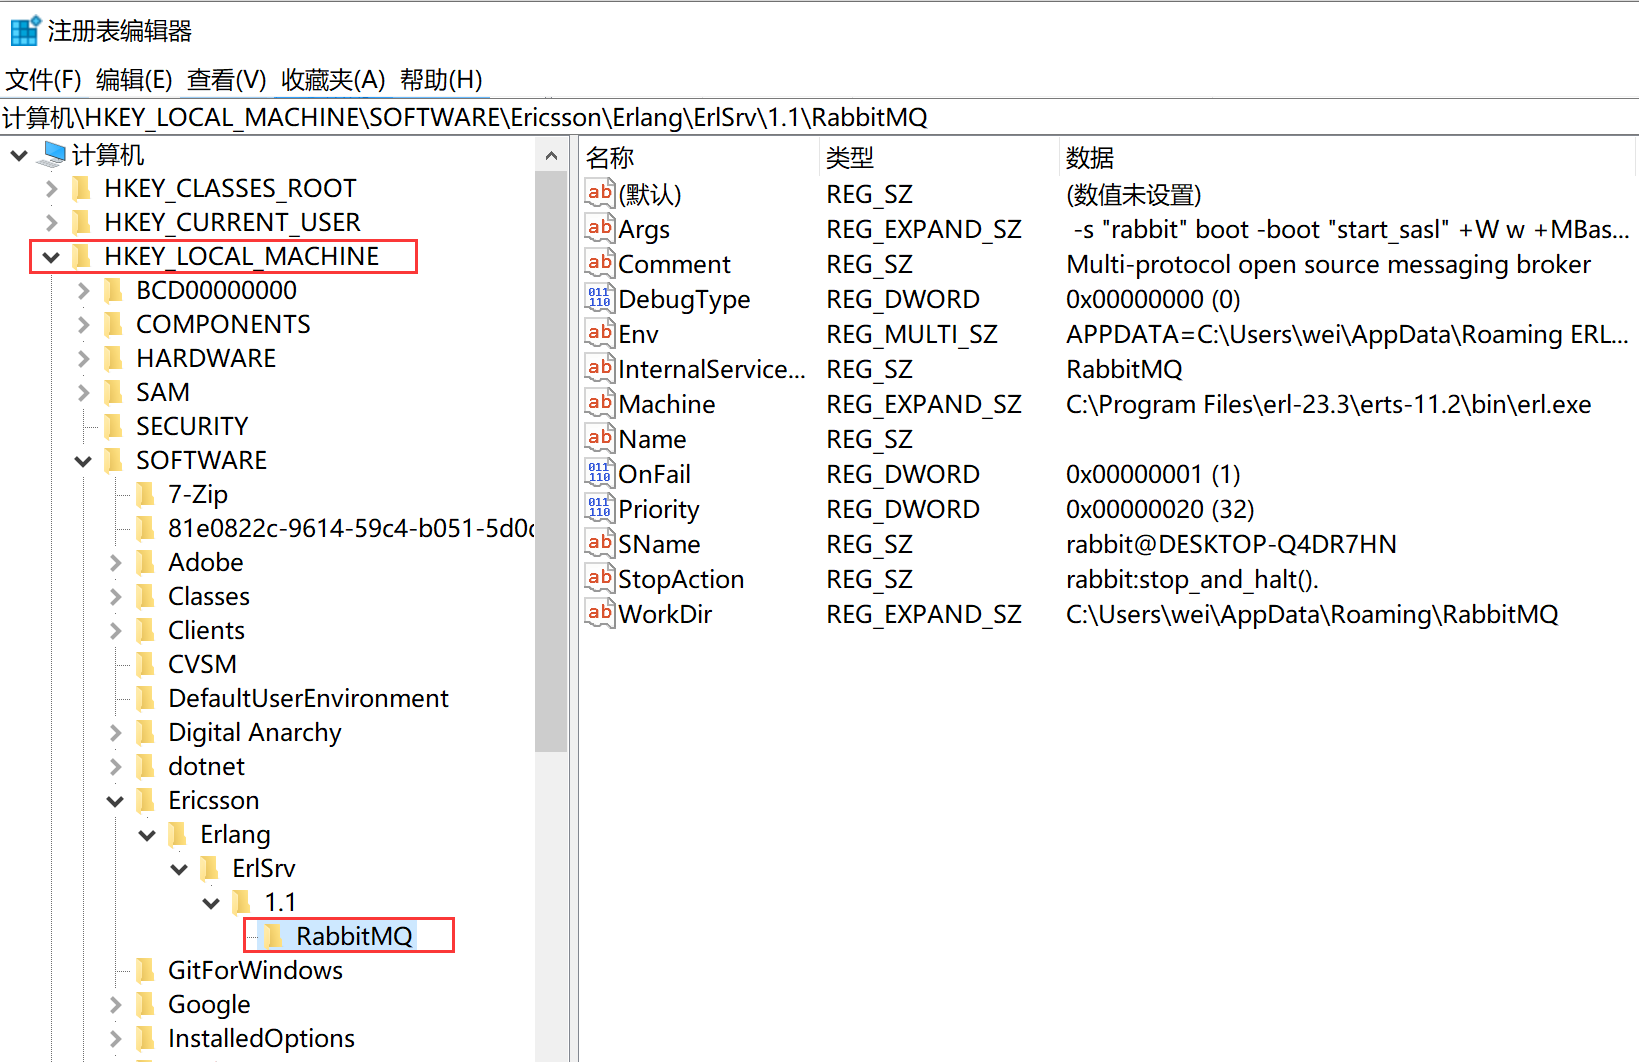 注册表编辑器
文件(F) 编辑(E) 查看(V) 收藏夹(A) 帮助(H)
计算机\HKEY_LOCAL_MACHINE\SOFTWARE\Ericsson\Erlang\ErlSrv\1.1\RabbitMQ
计算机
HKEY_CLASSES_ROOT
HKEY_CURRENT_USER
HKEY_LOCAL_MACHINE
BCD00000000
COMPONENTS
HARDWARE
SAM
SECURITY
SOFTWARE
7-Zip
81e0822c-9614-59c4-b051-5d0c
Adobe
Classes
Clients
CVSM
DefaultUserEnvironment
Digital Anarchy
dotnet
Ericsson
Erlang
ErlSrv
1.1
RabbitMQ
GitForWindows
Google
InstalledOptions
名称 类型 数据
(默认) REG_SZ (数值未设置)
Args REG_EXPAND_SZ -s "rabbit" boot -boot "start_sasl" +W w +MBas...
Comment REG_SZ Multi-protocol open source messaging broker
DebugType REG_DWORD 0x00000000 (0)
Env REG_MULTI_SZ APPDATA=C:\Users\wei\AppData\Roaming ERL...
InternalService... REG_SZ RabbitMQ
Machine REG_EXPAND_SZ C:\Program Files\erl-23.3\erts-11.2\bin\erl.exe
Name REG_SZ
OnFail REG_DWORD 0x00000001 (1)
Priority REG_DWORD 0x00000020 (32)
SName REG_SZ rabbit@DESKTOP-Q4DR7HN
StopAction REG_SZ rabbit:stop_and_halt().
WorkDir REG_EXPAND_SZ C:\Users\wei\AppData\Roaming\RabbitMQ